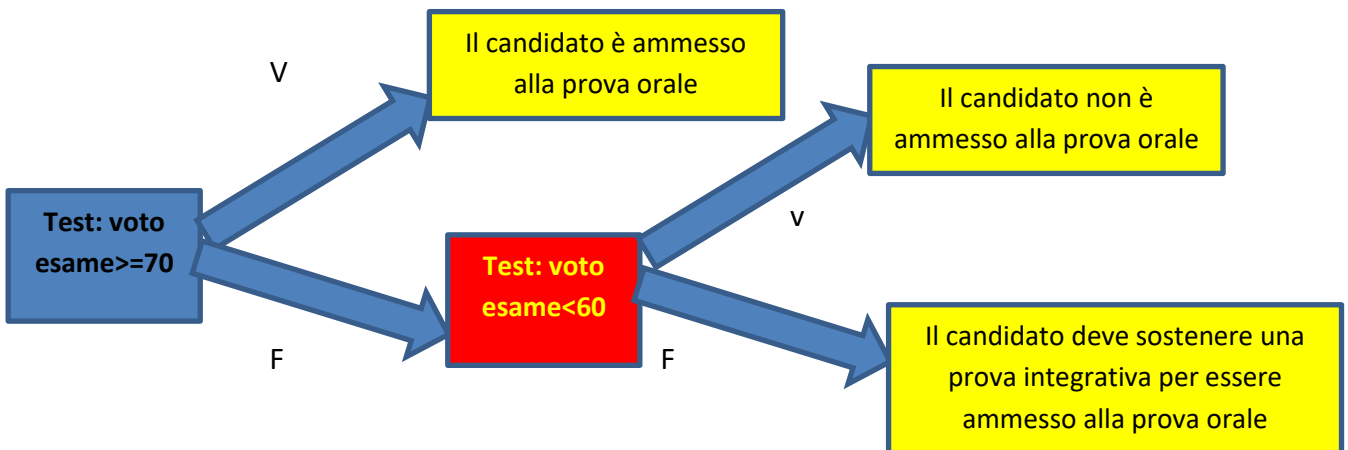 V
Il candidato è ammesso
alla prova orale
Il candidato non è
ammesso alla prova orale
Test: voto
esame>=70
v
Test: voto
esame<60
F
F
Il candidato deve sostenere una
prova integrativa per essere
ammesso alla prova orale